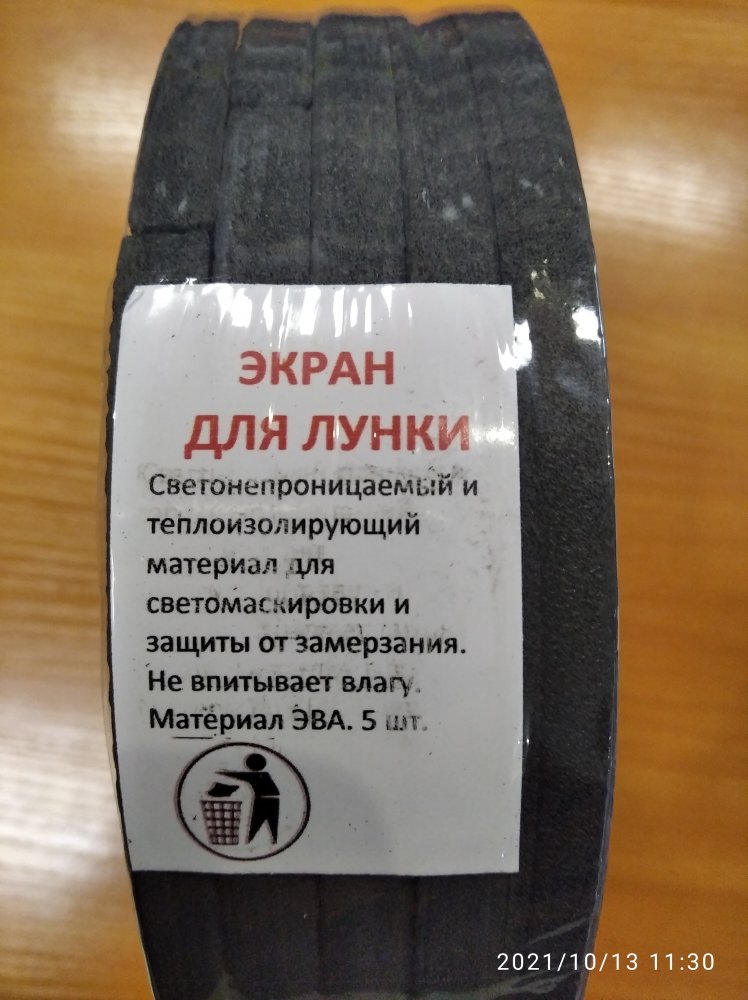 ЭКРАН
ДЛЯ ЛУНКИ
Светонепроницаемый и
теплоизолирующий
материал для
светомаскировки и
защиты от замерзания.
Не впитывает влагу.
Материал ЭВА. 5 шт.
2021/10/13 11:30